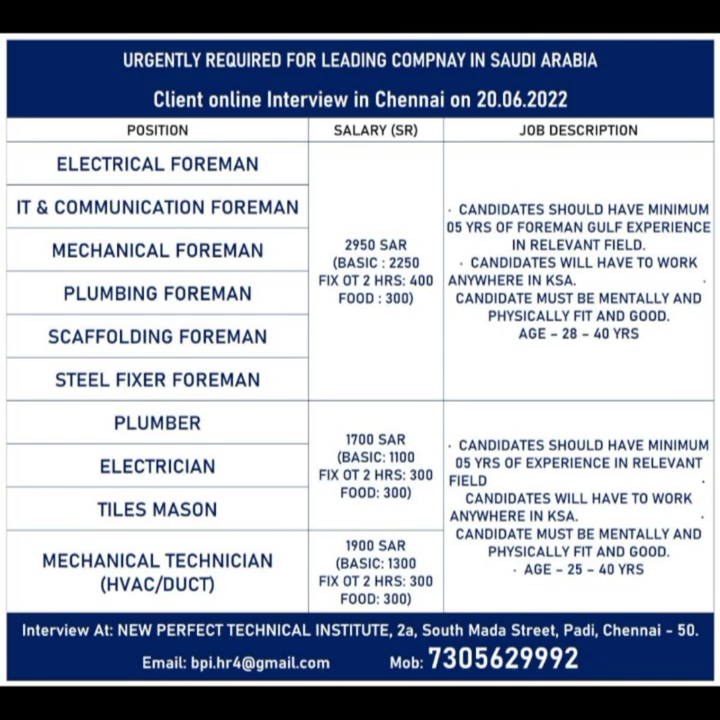 URGENTLY REQUIRED FOR LEADING COMPNAY IN SAUDI ARABIA
Client online Interview in Chennai on 20.06.2022
POSITION
SALARY (SR)
JOB DESCRIPTION
ELECTRICAL FOREMAN
IT & COMMUNICATION FOREMAN
MECHANICAL FOREMAN
PLUMBING FOREMAN
SCAFFOLDING FOREMAN
STEEL FIXER FOREMAN
2950 SAR
(BASIC : 2250
FIX OT 2 HRS: 400
FOOD : 300)
· CANDIDATES SHOULD HAVE MINIMUM
05 YRS OF FOREMAN GULF EXPERIENCE
IN RELEVANT FIELD.
· CANDIDATES WILL HAVE TO WORK
ANYWHERE IN KSA. ·
CANDIDATE MUST BE MENTALLY AND
PHYSICALLY FIT AND GOOD.
AGE – 28 – 40 YRS
PLUMBER
ELECTRICIAN
TILES MASON
1700 SAR
(BASIC: 1100
FIX OT 2 HRS: 300
FOOD: 300)
MECHANICAL TECHNICIAN
(HVAC/DUCT)
1900 SAR
(BASIC: 1300
FIX OT 2 HRS: 300
FOOD: 300)
· CANDIDATES SHOULD HAVE MINIMUM
05 YRS OF EXPERIENCE IN RELEVANT
FIELD ·
CANDIDATES WILL HAVE TO WORK
ANYWHERE IN KSA. ·
CANDIDATE MUST BE MENTALLY AND
PHYSICALLY FIT AND GOOD.
· AGE – 25 – 40 YRS
Interview At: NEW PERFECT TECHNICAL INSTITUTE, 2a, South Mada Street, Padi, Chennai – 50.
Email: bpi.hr4@gmail.com Mob: 7305629992